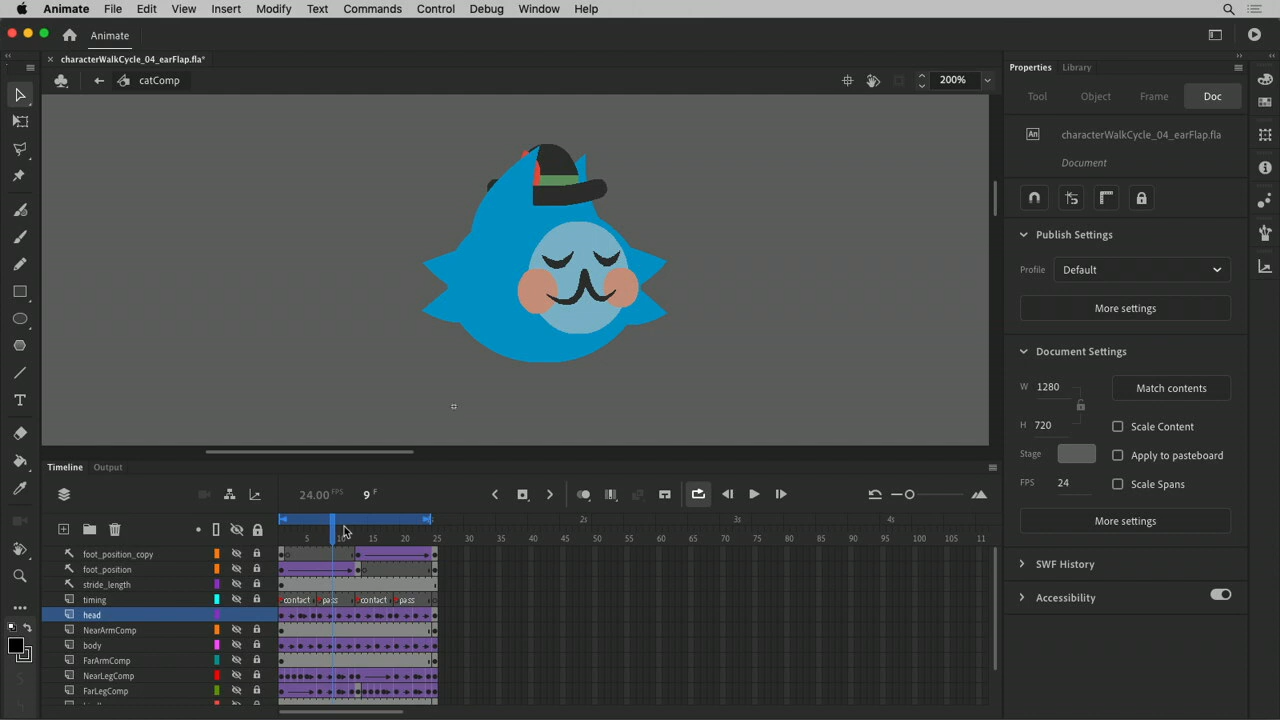 Animate File Edit View Insert Modify Text Commands Control Debug Window Help
Animate
characterWalkCycle_04_earFlap.fla*
catComp 200%
Properties Library
Tool Object Frame Doc
An characterWalkCycle_04_earFlap.fla
Document
Publish Settings
Profile Default
More settings
Document Settings
W 1280 Match contents
H 720 Scale Content
Stage Apply to pasteboard
FPS 24 Scale Spans
More settings
SWF History
Accessibility
Timeline Output
24.00 FPS 9 F
2s 3s 4s
5 10 15 20 25 30 35 40 45 50 55 60 65 70 75 80 85 90 95 100 105 11
foot_position_copy
foot_position
stride_length
timing contact pass contact pass
head
NearArmComp
body
FarArmComp
NearLegComp
FarLegComp